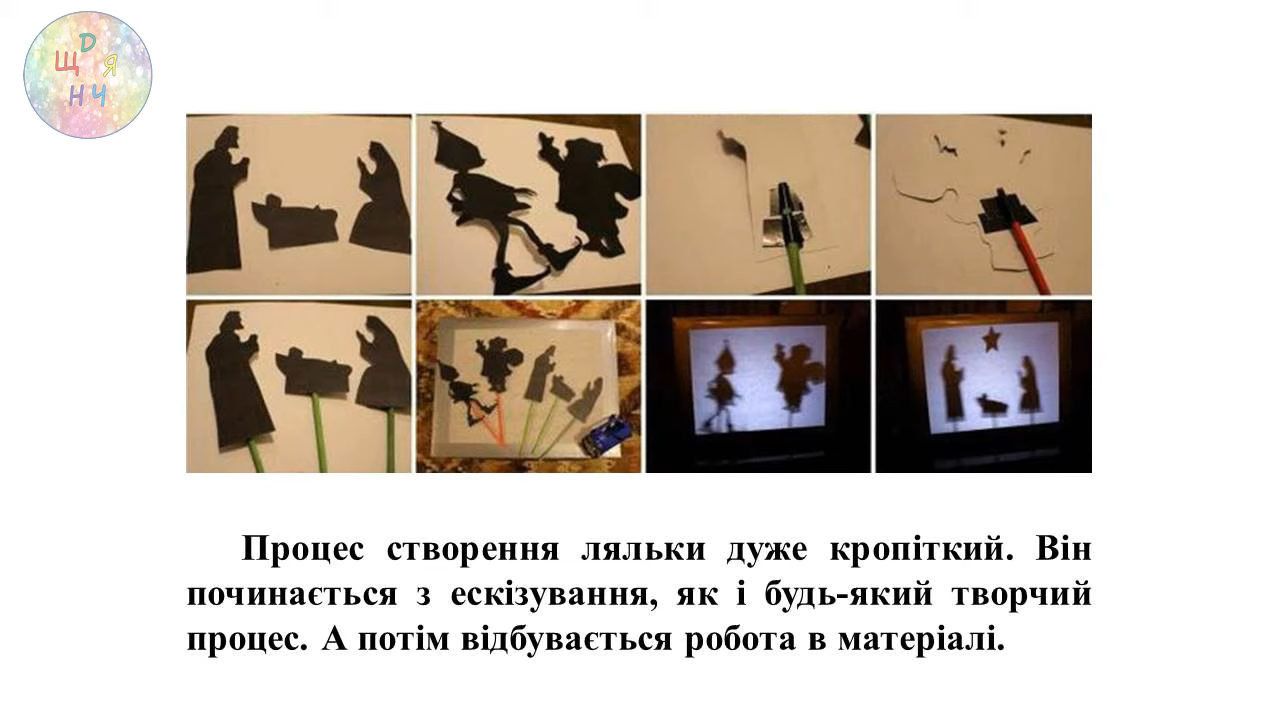 Д
Щ Я
Н Ч
Процес створення ляльки дуже кропіткий. Він
починається з ескізування, як і будь-який творчий
процес. А потім відбувається робота в матеріалі.